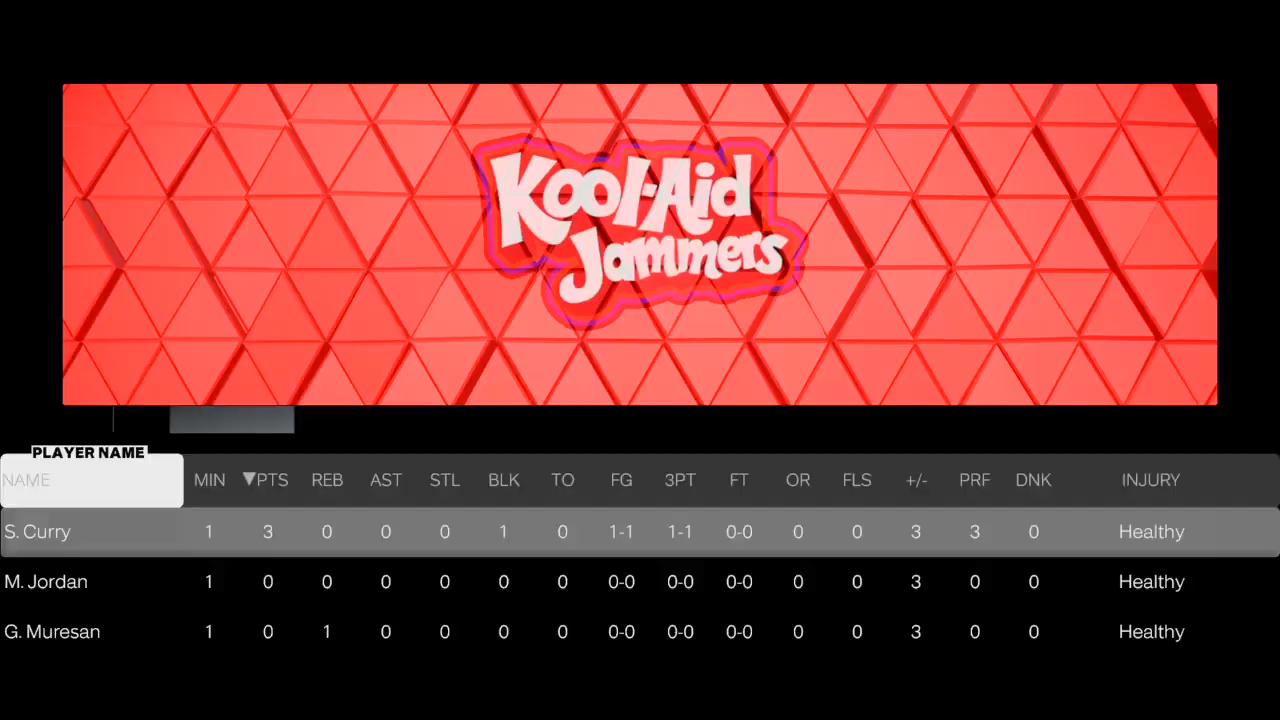 Kool-Aid
Jammers
PLAYER NAME
NAME MIN ▼PTS REB AST STL BLK TO FG 3PT FT OR FLS +/- PRF DNK INJURY
S. Curry 1 3 0 0 0 1 0 1-1 1-1 0-0 0 0 3 3 0 Healthy
M. Jordan 1 0 0 0 0 0 0 0-0 0-0 0-0 0 0 3 0 0 Healthy
G. Muresan 1 0 1 0 0 0 0 0-0 0-0 0-0 0 0 3 0 0 Healthy